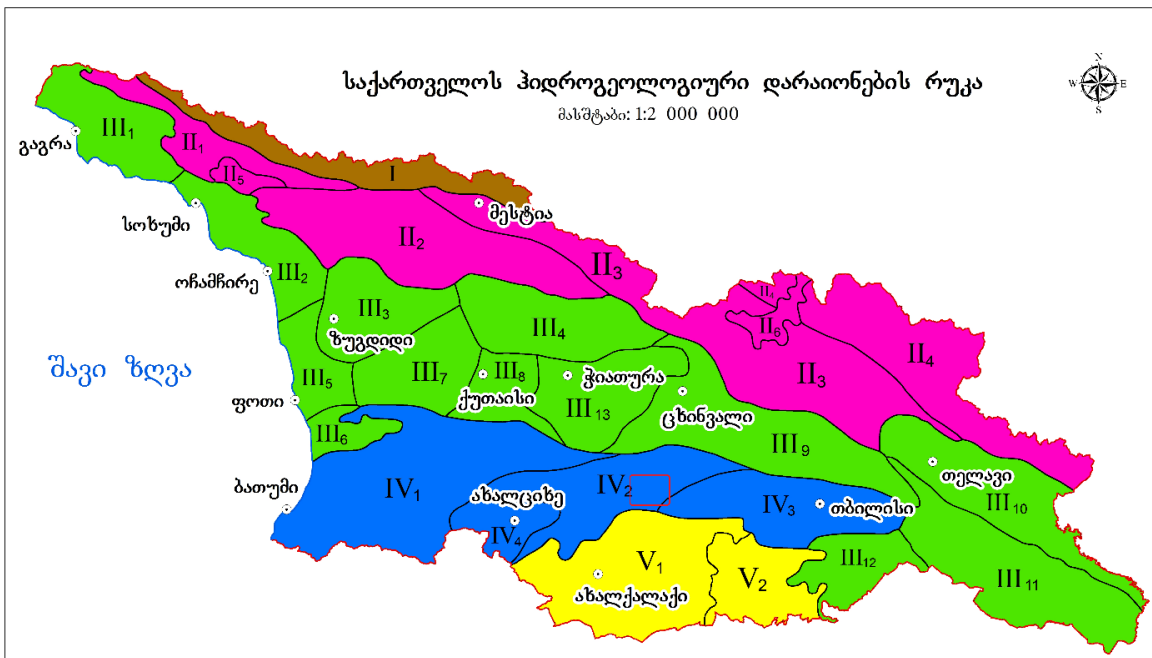 საქართველოს ჰიდროგეოლოგიური დარაიონების რუკა
მასშტაბი: 1:2 000 000
N
W E
S
III₁
გაგრა
II₁
II₅
I
სოხუმი
მესტია
II₂
II₃
ოჩამჩირე
III₂
II₄
III₃
II₆
ზუგდიდი
III₄
II₄
შავი ზღვა
III₅
III₇
III₈
ჭიათურა
II₃
ქუთაისი
ფოთი
III₁₃
ცხინვალი
III₆
III₉
თელავი
ბათუმი
IV₁
ახალციხე
IV₂
IV₃
თბილისი
III₁₀
IV₄
V₁
V₂
III₁₂
III₁₁
ახალქალაქი